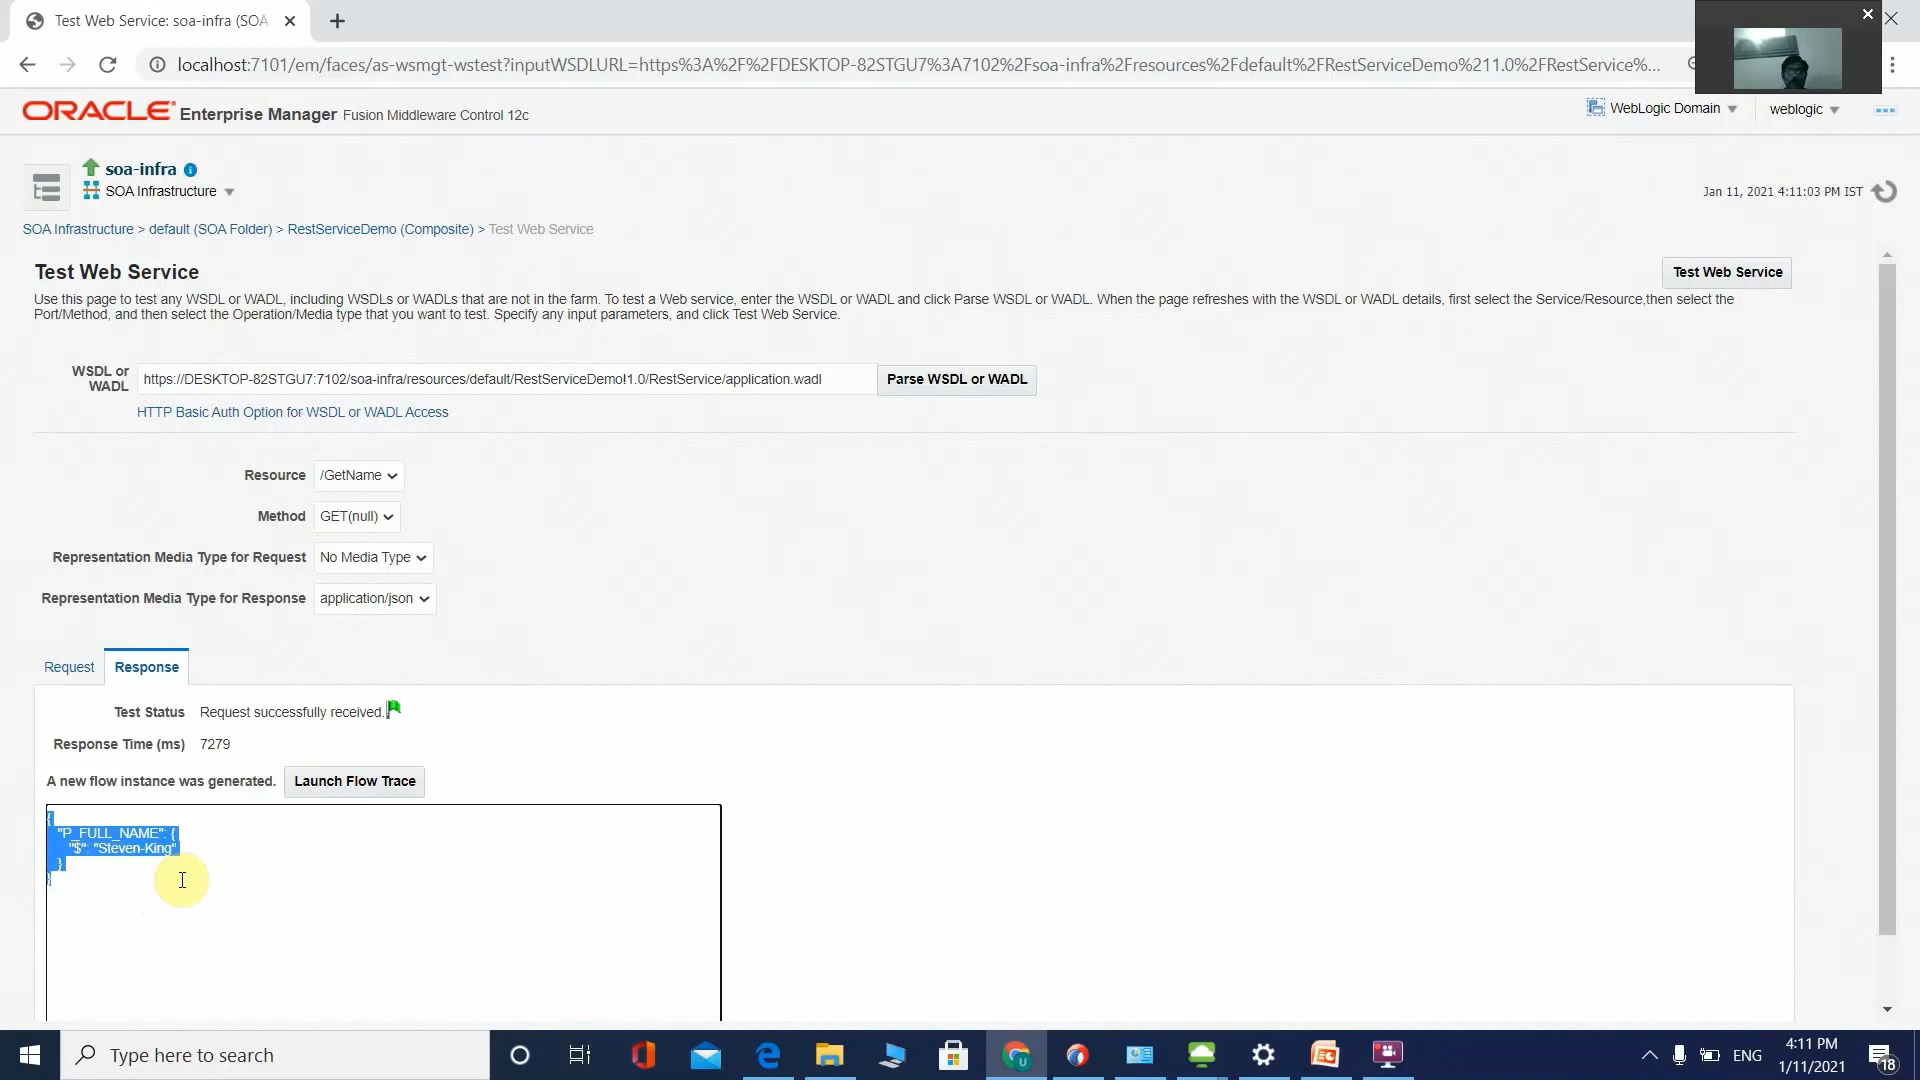 Test Web Service: soa-infra (SOA
localhost:7101/em/faces/as-wsmgt-wstest?inputWSDLURL=https%3A%2F%2FDESKTOP-82STGU7%3A7102%2Fsoa-infra%2Fresources%2Fdefault%2FRestServiceDemo%211.0%2FRestService%...
ORACLE Enterprise Manager Fusion Middleware Control 12c
WebLogic Domain
weblogic
soa-infra
SOA Infrastructure
Jan 11, 2021 4:11:03 PM IST
SOA Infrastructure > default (SOA Folder) > RestServiceDemo (Composite) > Test Web Service
Test Web Service
Test Web Service
Use this page to test any WSDL or WADL, including WSDLs or WADLs that are not in the farm. To test a Web service, enter the WSDL or WADL and click Parse WSDL or WADL. When the page refreshes with the WSDL or WADL details, first select the Service/Resource,then select the
Port/Method, and then select the Operation/Media type that you want to test. Specify any input parameters, and click Test Web Service.
WSDL or
WADL
https://DESKTOP-82STGU7:7102/soa-infra/resources/default/RestServiceDemo!1.0/RestService/application.wadl
Parse WSDL or WADL
HTTP Basic Auth Option for WSDL or WADL Access
Resource /GetName
Method GET(null)
Representation Media Type for Request No Media Type
Representation Media Type for Response application/json
Request Response
Test Status Request successfully received.
Response Time (ms) 7279
A new flow instance was generated. Launch Flow Trace
{
"P_FULL_NAME": {
"$": "Steven-King"
}
}
Type here to search
ENG
4:11 PM
1/11/2021
18